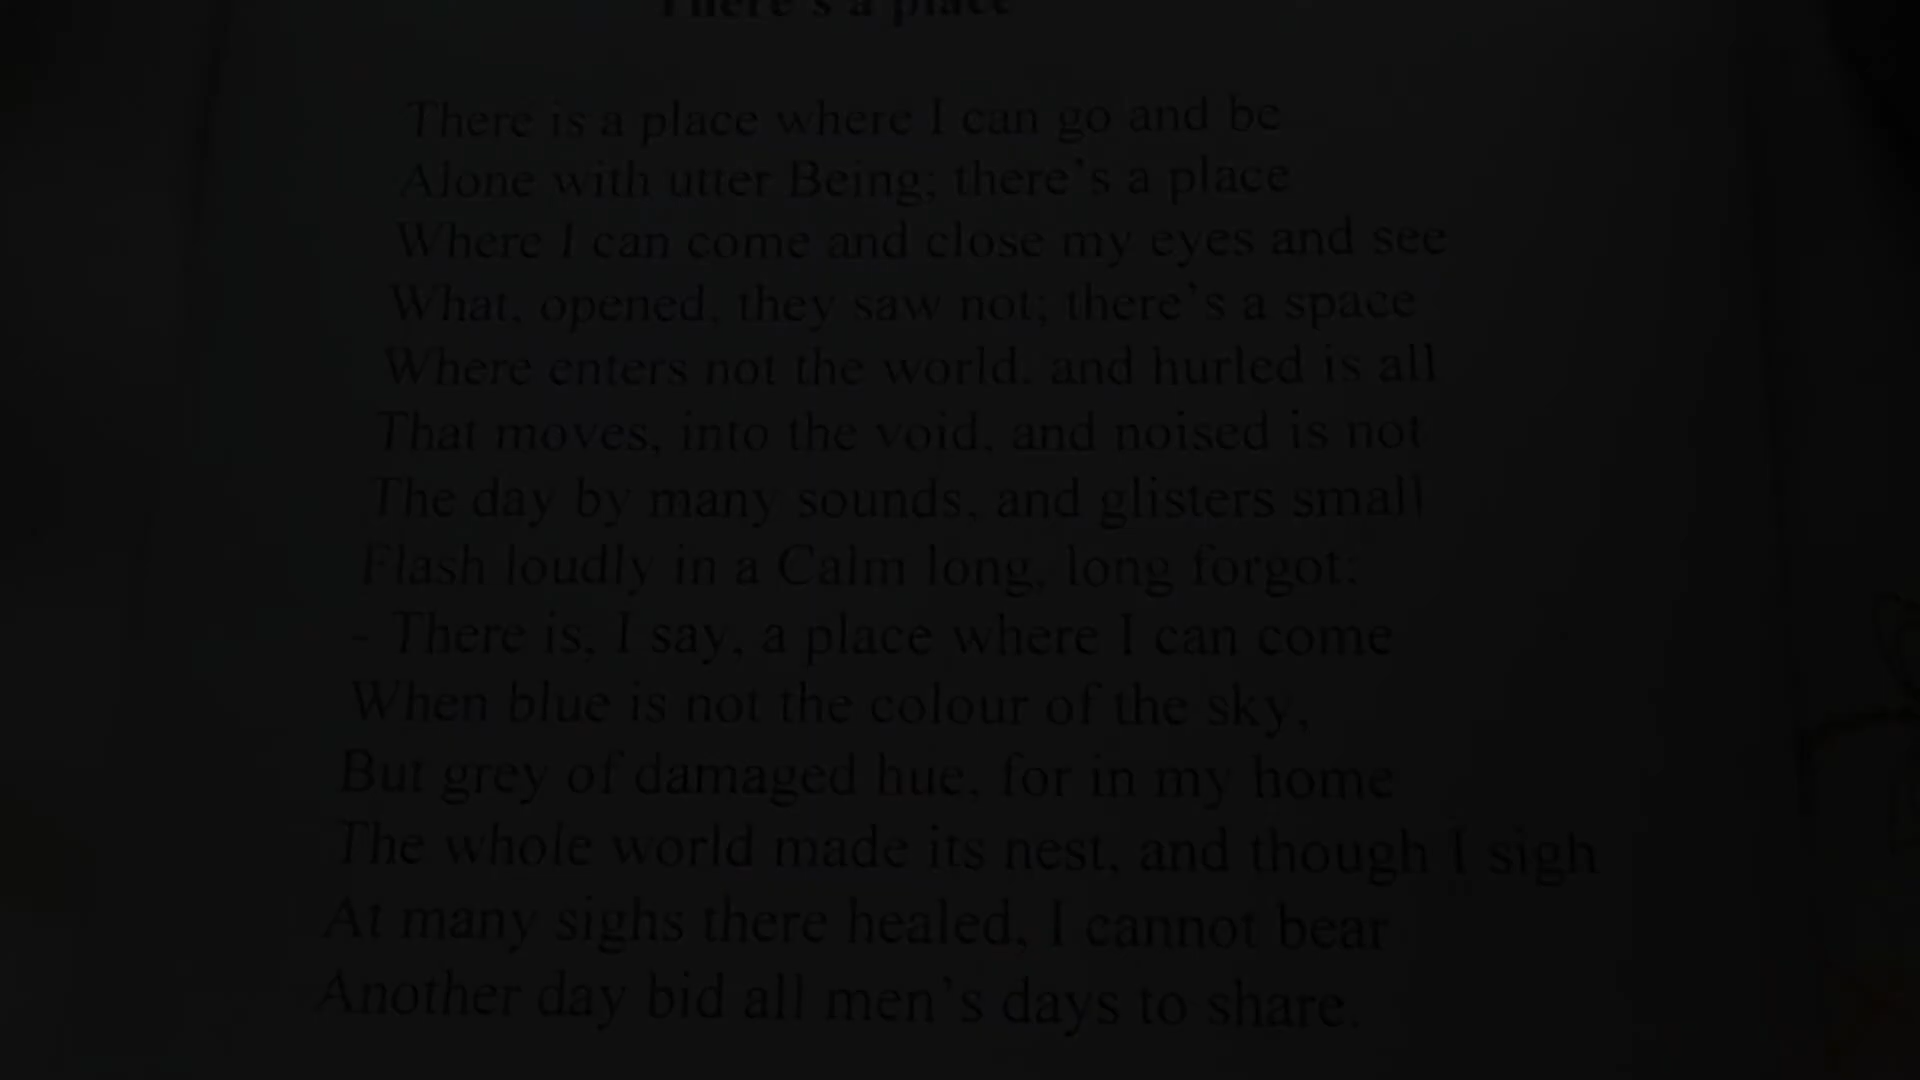 There's a place
There is a place where I can go and be
Alone with utter Being; there's a place
Where I can come and close my eyes and see
What, opened, they saw not; there's a space
Where enters not the world, and hurled is all
That moves, into the void, and noised is not
The day by many sounds, and glisters small
Flash loudly in a Calm long, long forgot:
- There is, I say, a place where I can come
When blue is not the colour of the sky,
But grey of damaged hue, for in my home
The whole world made its nest, and though I sigh
At many sighs there healed, I cannot bear
Another day bid all men's days to share.